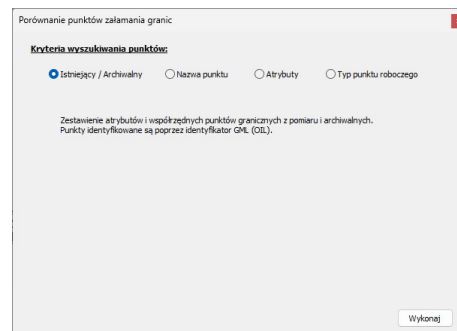 Porównanie punktów załamania granic
Kryteria wyszukiwania punktów:
Istniejący / Archiwalny Nazwa punktu Atrybuty Typ punktu roboczego
Zestawienie atrybutów i współrzędnych punktów granicznych z pomiaru i archiwalnych.
Punkty identyfikowane są poprzez identyfikator GML (OIL).
Wykonaj